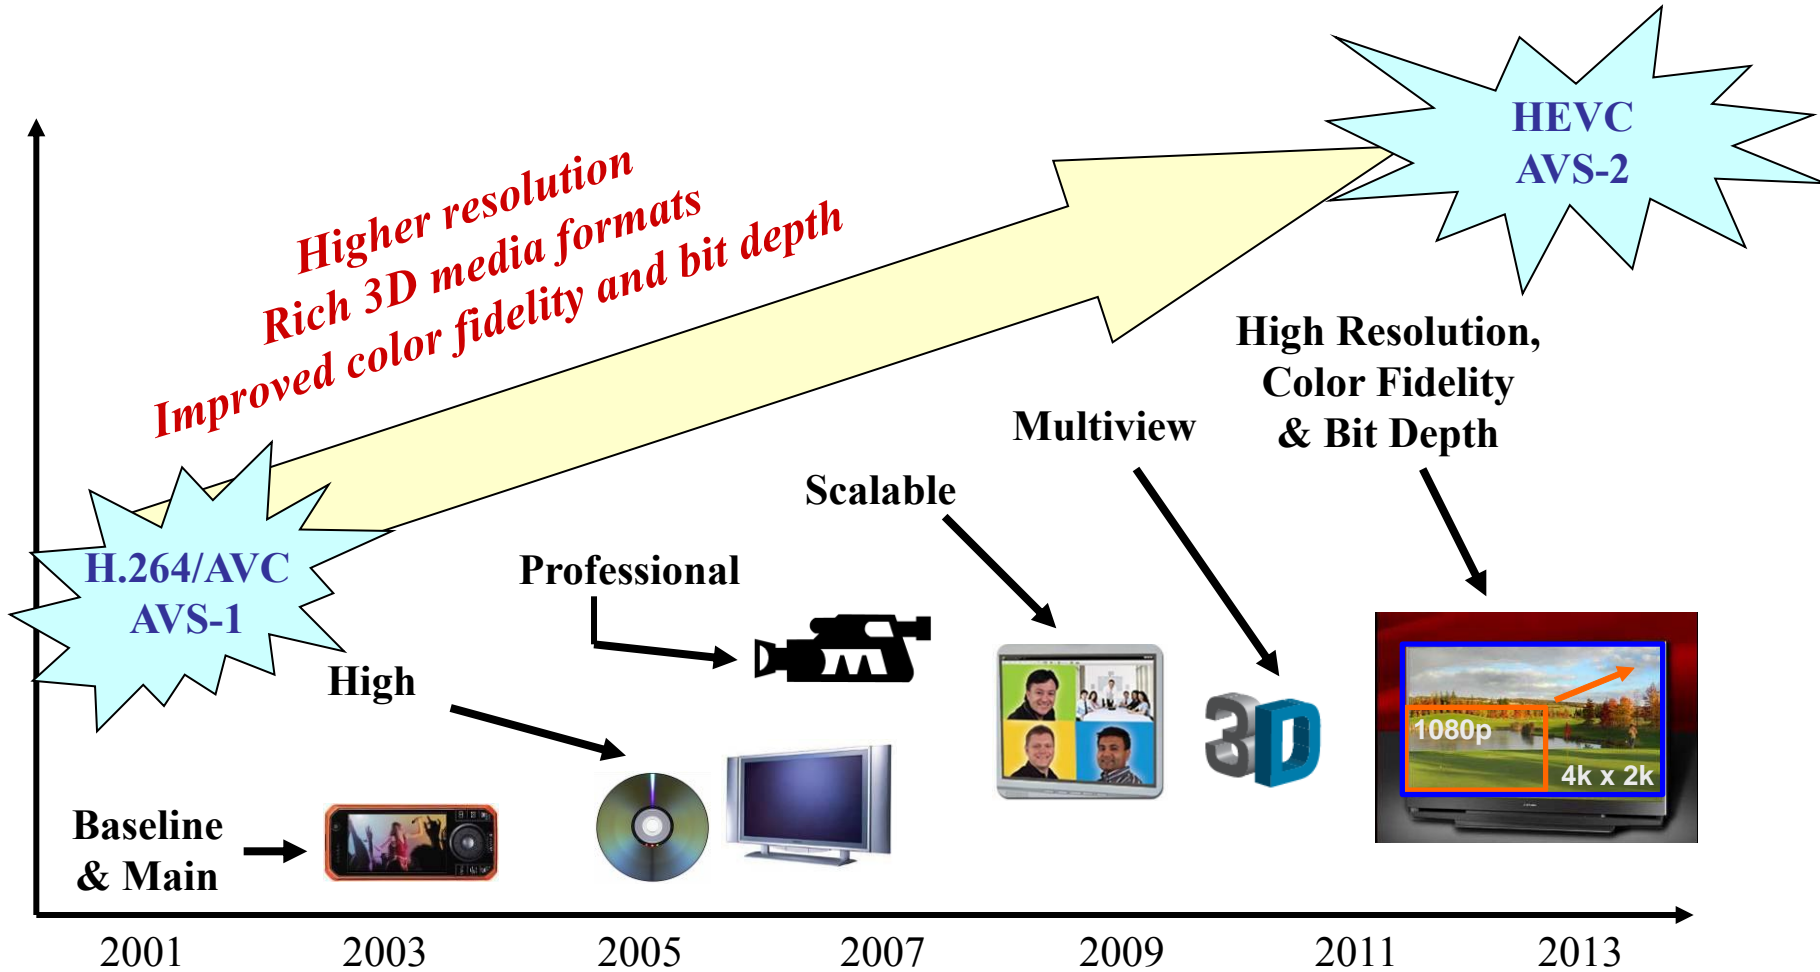 HEVC
AVS-2
Higher resolution
Rich 3D media formats
Improved color fidelity and bit depth
High Resolution,
Color Fidelity
& Bit Depth
Multiview
Scalable
Professional
H.264/AVC
AVS-1
High
3D
1080p
4k x 2k
Baseline
& Main
2001 2003 2005 2007 2009 2011 2013